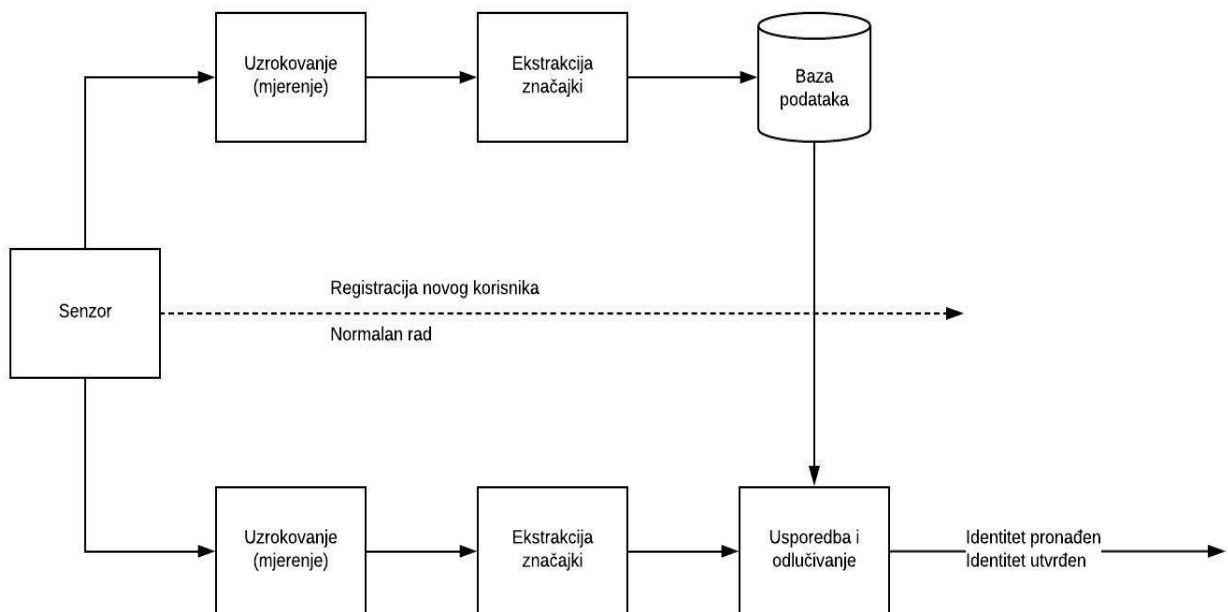 Uzrokovanje
(mjerenje)
Ekstrakcija
značajki
Baza
podataka
Senzor
Registracija novog korisnika
Normalan rad
Uzrokovanje
(mjerenje)
Ekstrakcija
značajki
Usporedba i
odlučivanje
Identitet pronađen
Identitet utvrđen